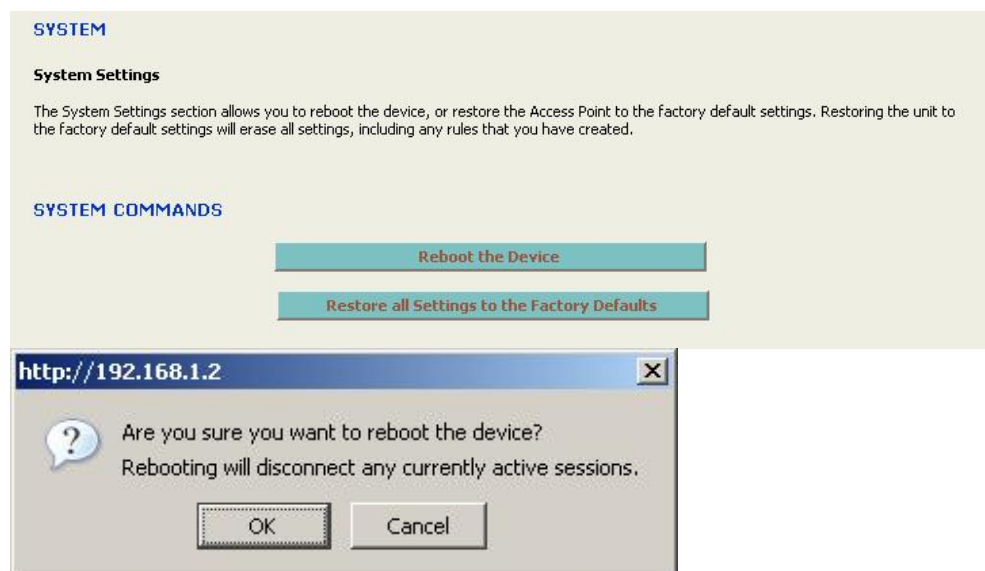 SYSTEM
System Settings
The System Settings section allows you to reboot the device, or restore the Access Point to the factory default settings. Restoring the unit to
the factory default settings will erase all settings, including any rules that you have created.
SYSTEM COMMANDS
Reboot the Device
Restore all Settings to the Factory Defaults
http://192.168.1.2
Are you sure you want to reboot the device?
Rebooting will disconnect any currently active sessions.
OK
Cancel